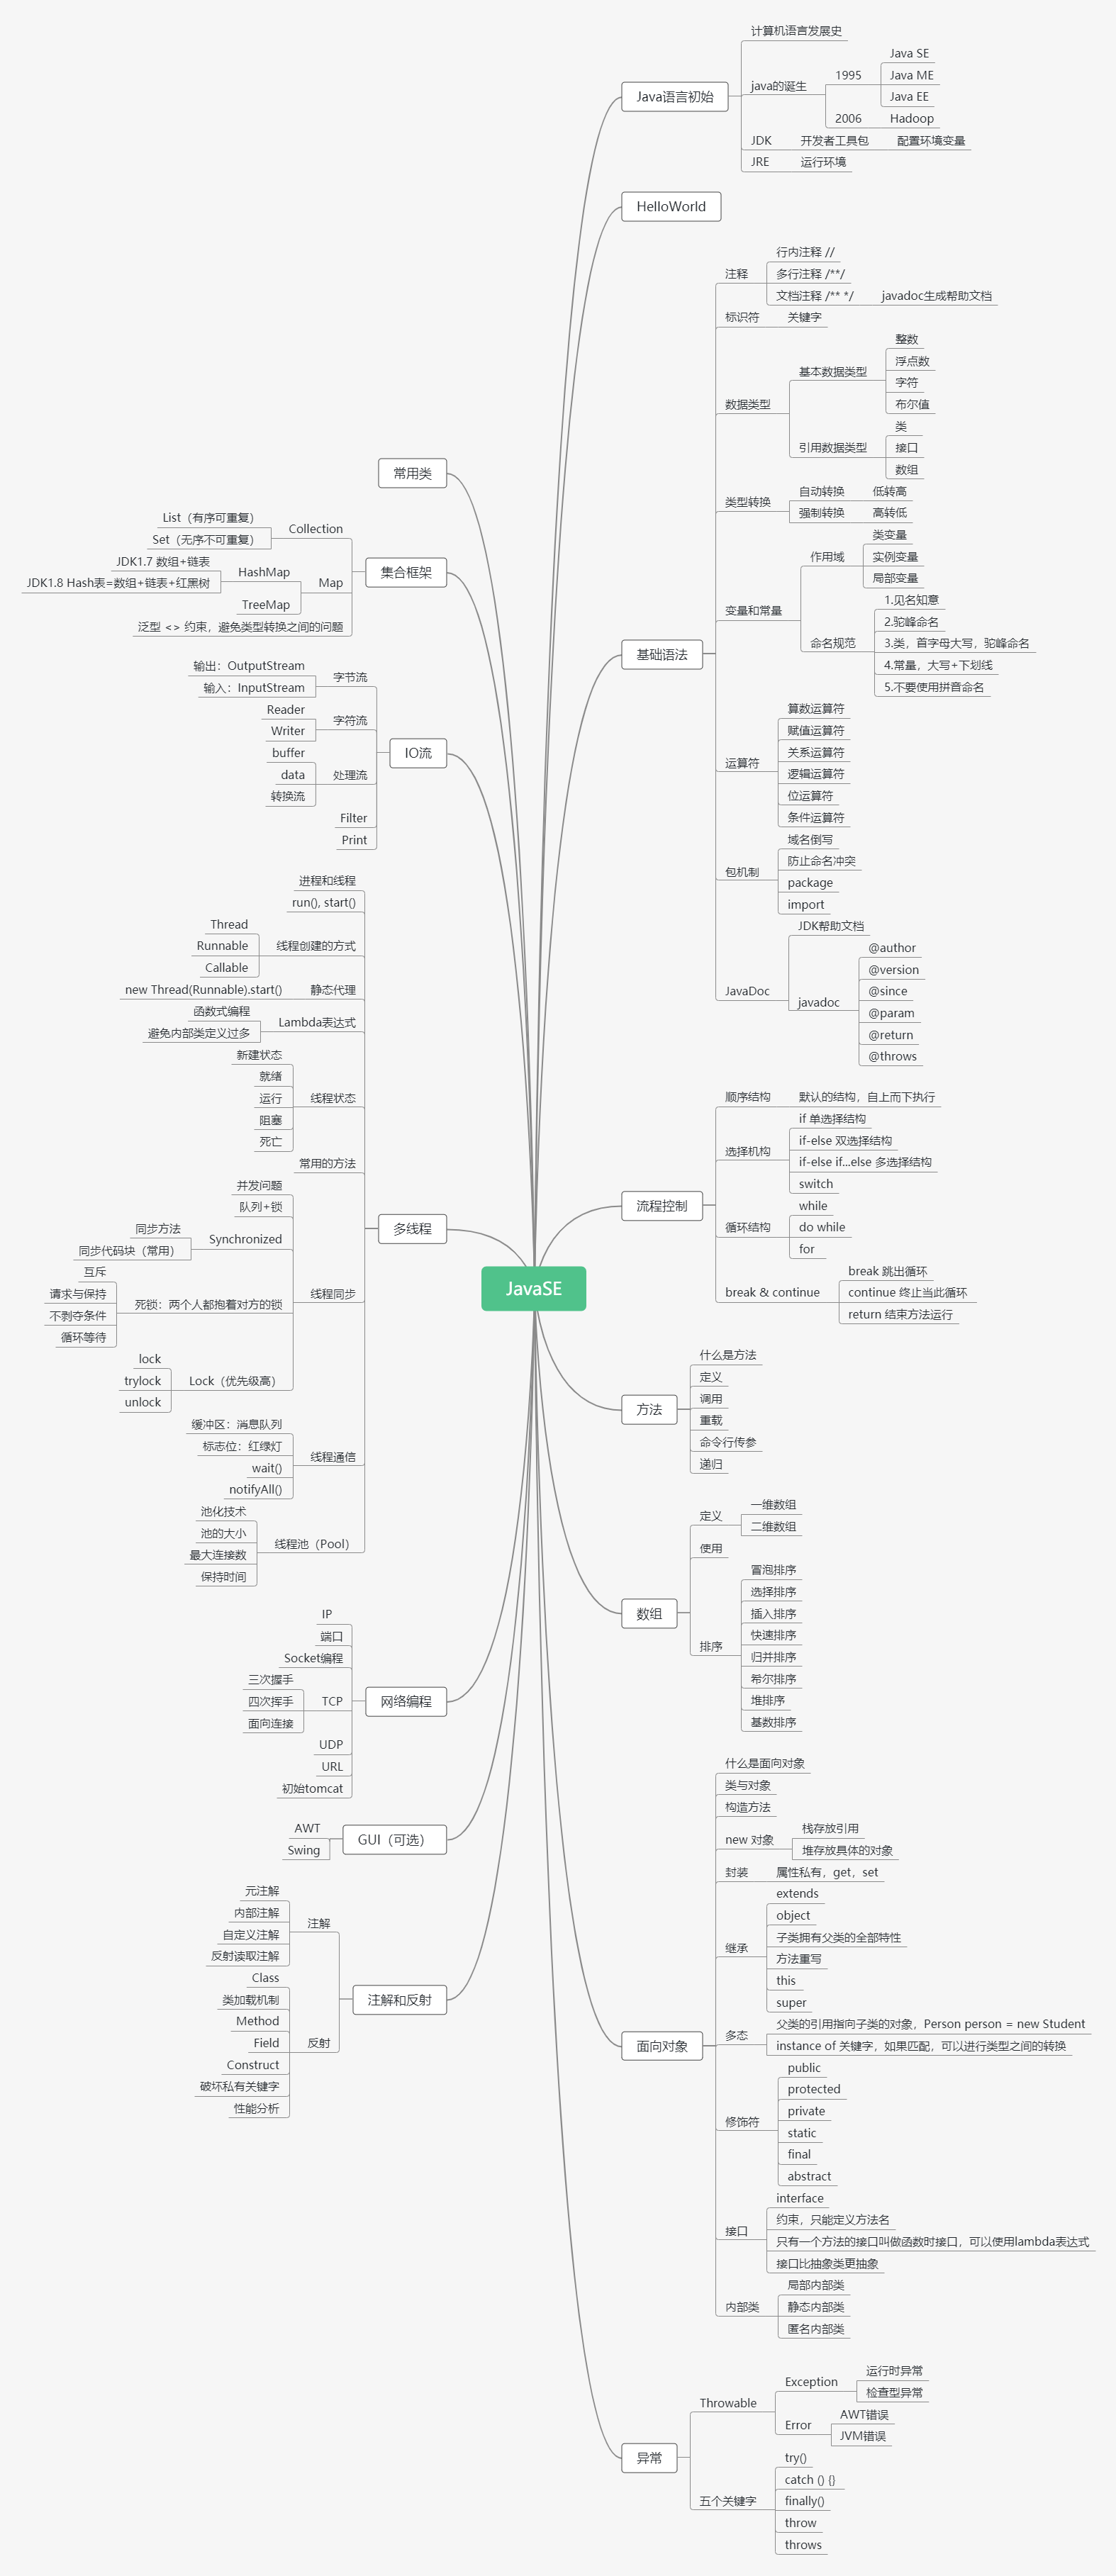 JavaSE
Java语言初始
计算机语言发展史
java的诞生
1995
Java SE
Java ME
Java EE
2006
Hadoop
JDK
开发者工具包
配置环境变量
JRE
运行环境
HelloWorld
基础语法
注释
行内注释 //
多行注释 /**/
文档注释 /** */
javadoc生成帮助文档
标识符
关键字
数据类型
基本数据类型
整数
浮点数
字符
布尔值
引用数据类型
类
接口
数组
类型转换
自动转换
低转高
强制转换
高转低
变量和常量
作用域
类变量
实例变量
局部变量
命名规范
1.见名知意
2.驼峰命名
3.类，首字母大写，驼峰命名
4.常量，大写+下划线
5.不要使用拼音命名
运算符
算数运算符
赋值运算符
关系运算符
逻辑运算符
位运算符
条件运算符
包机制
域名倒写
防止命名冲突
package
import
JavaDoc
JDK帮助文档
javadoc
@author
@version
@since
@param
@return
@throws
流程控制
顺序结构
默认的结构，自上而下执行
选择机构
if 单选择结构
if-else 双选择结构
if-else if...else 多选择结构
switch
循环结构
while
do while
for
break & continue
break 跳出循环
continue 终止当此循环
return 结束方法运行
方法
什么是方法
定义
调用
重载
命令行传参
递归
数组
定义
一维数组
二维数组
使用
排序
冒泡排序
选择排序
插入排序
快速排序
归并排序
希尔排序
堆排序
基数排序
面向对象
什么是面向对象
类与对象
构造方法
new 对象
栈存放引用
堆存放具体的对象
封装
属性私有，get，set
继承
extends
object
子类拥有父类的全部特性
方法重写
this
super
多态
父类的引用指向子类的对象，Person person = new Student
instance of 关键字，如果匹配，可以进行类型之间的转换
修饰符
public
protected
private
static
final
abstract
接口
interface
约束，只能定义方法名
只有一个方法的接口叫做函数时接口，可以使用lambda表达式
接口比抽象类更抽象
内部类
局部内部类
静态内部类
匿名内部类
异常
Throwable
Exception
运行时异常
检查型异常
Error
AWT错误
JVM错误
五个关键字
try()
catch () {}
finally()
throw
throws
常用类
集合框架
Collection
List（有序可重复）
Set（无序不可重复）
Map
HashMap
JDK1.7 数组+链表
JDK1.8 Hash表=数组+链表+红黑树
TreeMap
泛型 <> 约束，避免类型转换之间的问题
IO流
字节流
输出：OutputStream
输入：InputStream
字符流
Reader
Writer
处理流
buffer
data
转换流
Filter
Print
多线程
进程和线程
run(), start()
线程创建的方式
Thread
Runnable
Callable
静态代理
new Thread(Runnable).start()
Lambda表达式
函数式编程
避免内部类定义过多
线程状态
新建状态
就绪
运行
阻塞
死亡
常用的方法
线程同步
并发问题
队列+锁
Synchronized
同步方法
同步代码块（常用）
死锁：两个人都抱着对方的锁
互斥
请求与保持
不剥夺条件
循环等待
Lock（优先级高）
lock
trylock
unlock
线程通信
缓冲区：消息队列
标志位：红绿灯
wait()
notifyAll()
线程池（Pool）
池化技术
池的大小
最大连接数
保持时间
网络编程
IP
端口
Socket编程
TCP
三次握手
四次挥手
面向连接
UDP
URL
初始tomcat
GUI（可选）
AWT
Swing
注解和反射
注解
元注解
内部注解
自定义注解
反射读取注解
反射
Class
类加载机制
Method
Field
Construct
破坏私有关键字
性能分析